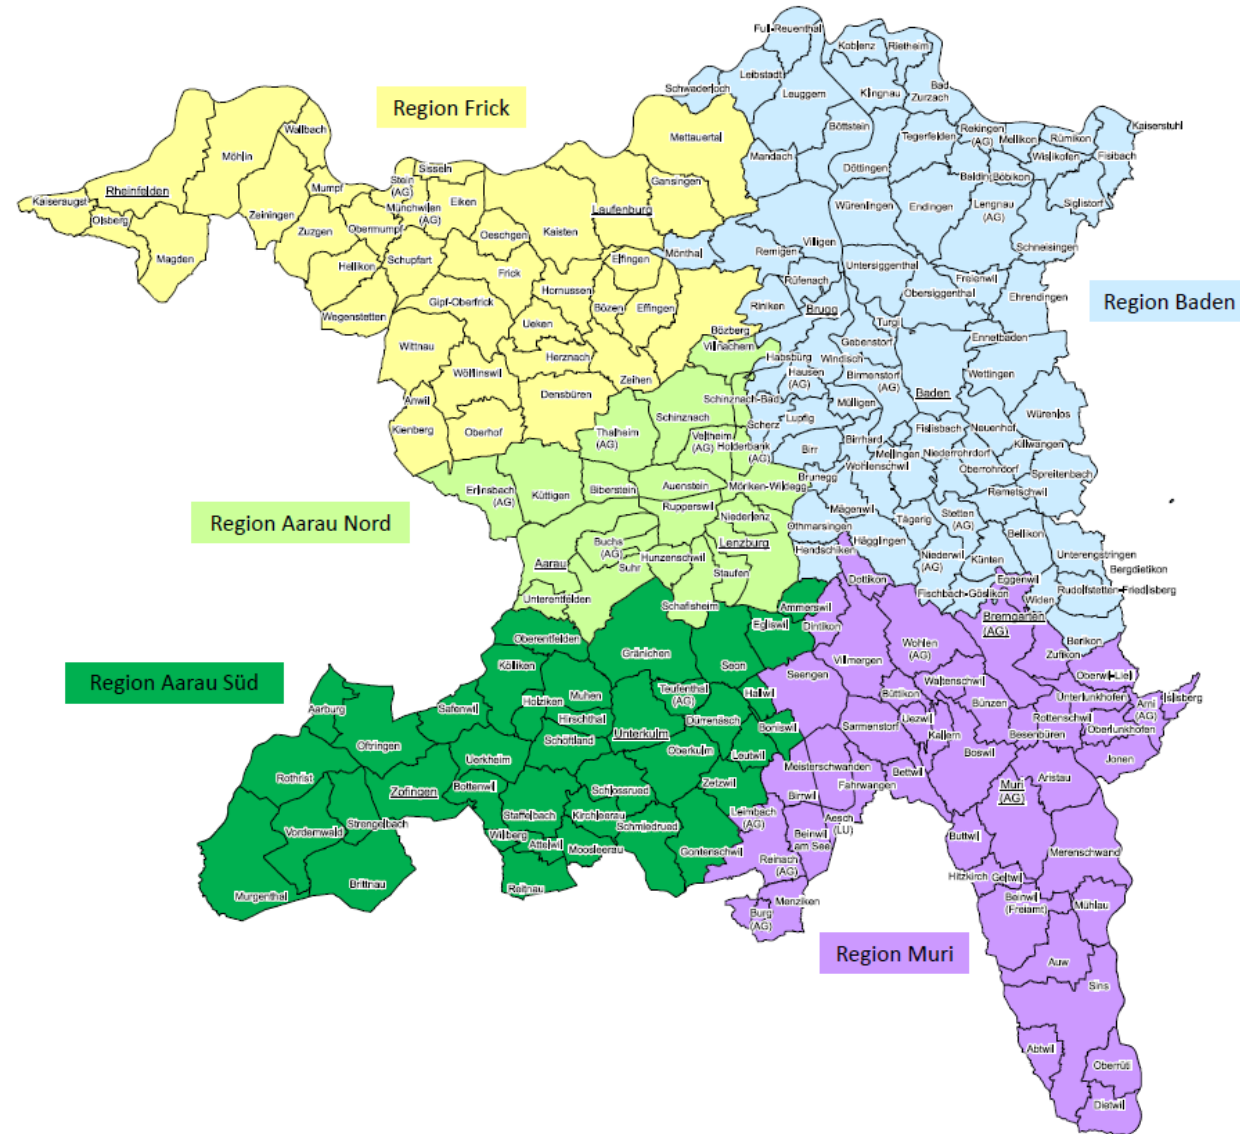 Full-Reuenthal
Koblenz
Rietheim
Leibstadt
Schwaderloch
Leuggern
Klingnau
Bad
Zurzach
Region Frick
Wallbach
Mettauertal
Böttstein
Tegerfelden
Rekingen
(AG)
Mellikon
Rümikon
Kaiserstuhl
Möhlin
Mandach
Wislikofen
Fisibach
Sisseln
Stein
(AG)
Gansingen
Döttingen
Baldingen
Böbikon
Rheinfelden
Mumpf
Kaiseraugst
Münchwilen
(AG)
Eiken
Laufenburg
Würenlingen
Endingen
Lengnau
(AG)
Siglistorf
Olsberg
Zeiningen
Zuzgen
Obermumpf
Oeschgen
Kaisten
Villigen
Schneisingen
Magden
Hellikon
Schupfart
Elfingen
Mönthal
Remigen
Untersiggenthal
Frick
Rüfenach
Freienwil
Hornussen
Obersiggenthal
Ehrendingen
Region Baden
Gipf-Oberfrick
Bözen
Effingen
Riniken
Brugg
Wegenstetten
Ueken
Bözberg
Turgi
Ennetbaden
Wittnau
Villnachern
Gebenstorf
Herznach
Habsburg
Windisch
Wölflinswil
Zeihen
Hausen
(AG)
Birmenstorf
(AG)
Wettingen
Anwil
Densbüren
Schinznach-Bad
Mülligen
Baden
Kienberg
Oberhof
Thalheim
(AG)
Schinznach
Scherz
Lupfig
Würenlos
Veltheim
(AG)
Holderbank
(AG)
Birr
Birrhard
Fislisbach
Neuenhof
Killwangen
Mellingen
Niederrohrdorf
Wohlenschwil
Oberrohrdorf
Spreitenbach
Erlinsbach
(AG)
Küttigen
Biberstein
Auenstein
Möriken-Wildegg
Brunegg
Remetschwil
Region Aarau Nord
Rupperswil
Niederlenz
Othmarsingen
Mägenwil
Tägerig
Stetten
(AG)
Bellikon
Buchs
(AG)
Hunzenschwil
Lenzburg
Hendschiken
Hägglingen
Niederwil
(AG)
Künten
Unterengstringen
Bergdietikon
Aarau
Suhr
Staufen
Dottikon
Eggenwil
Unterentfelden
Schafisheim
Ammerswil
Fischbach-Göslikon
Widen
Rudolfstetten-Friedlisberg
Oberentfelden
Egliswil
Dintikon
Bremgarten
(AG)
Berikon
Region Aarau Süd
Kölliken
Gränichen
Seon
Seengen
Villmergen
Wohlen
(AG)
Zufikon
Oberwil-Lieli
Muhen
Teufenthal
(AG)
Hallwil
Büttikon
Waltenschwil
Unterlunkhofen
Arni
(AG)
Islisberg
Aarburg
Safenwil
Holziken
Hirschthal
Dürrenäsch
Boniswil
Sarmenstorf
Uezwil
Bünzen
Rottenschwil
Oftringen
Schöftland
Unterkulm
Kallern
Besenbüren
Oberlunkhofen
Uerkheim
Oberkulm
Leutwil
Boswil
Jonen
Rothrist
Zofingen
Bottenwil
Schlossrued
Zetzwil
Meisterschwanden
Fahrwangen
Bettwil
Muri
(AG)
Aristau
Staffelbach
Kirchleerau
Birrwil
Vordemwald
Strengelbach
Schmiedrued
Leimbach
(AG)
Aesch
(LU)
Wiliberg
Attelwil
Moosleerau
Beinwil
am See
Buttwil
Merenschwand
Murgenthal
Brittnau
Reitnau
Gontenschwil
Reinach
(AG)
Hitzkirch
Geltwil
Burg
(AG)
Menziken
Beinwil
(Freiamt)
Mühlau
Region Muri
Auw
Sins
Abtwil
Oberrüti
Dietwil